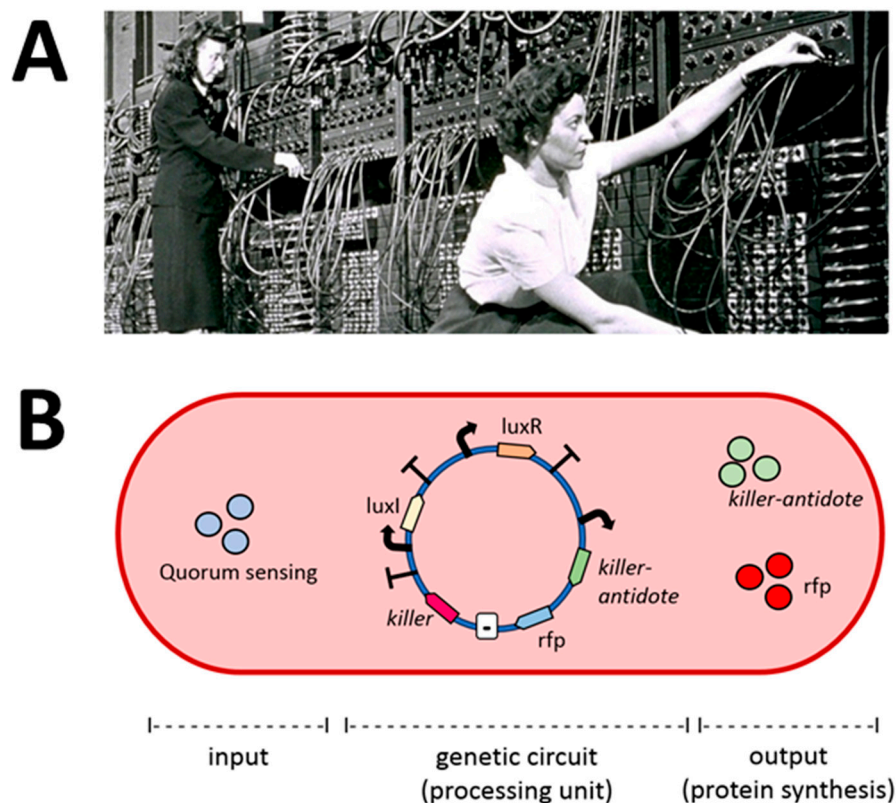 A
B
luxR
luxI
killer-antidote
Quorum sensing
killer-
antidote
rfp
killer
-
rfp
input
genetic circuit
(processing unit)
output
(protein synthesis)